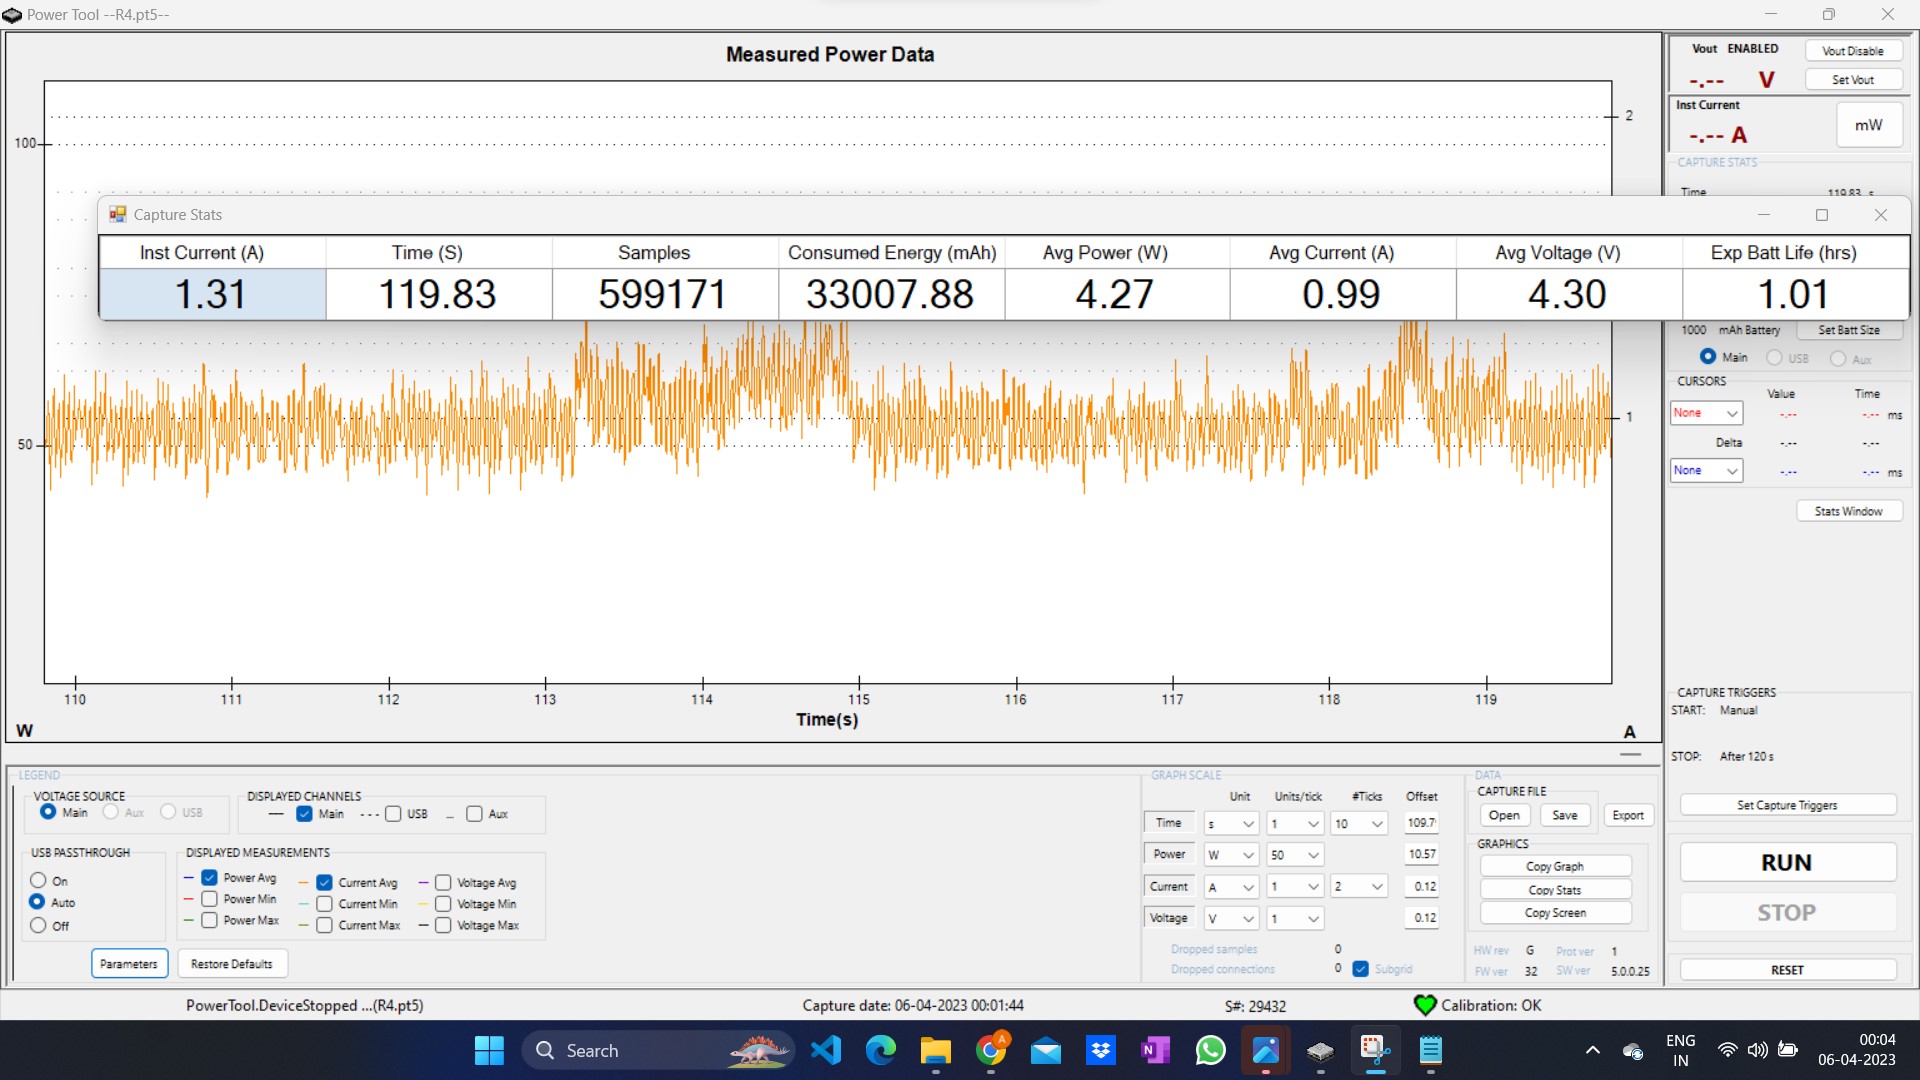 Power Tool --R4.pt5--
Measured Power Data
Vout ENABLED
Vout Disable
-.-- V
Set Vout
Inst Current
-.-- A
mW
CAPTURE STATS
Time 119.83 s
100
2
Capture Stats
Inst Current (A) Time (S) Samples Consumed Energy (mAh) Avg Power (W) Avg Current (A) Avg Voltage (V) Exp Batt Life (hrs)
1.31 119.83 599171 33007.88 4.27 0.99 4.30 1.01
1000 mAh Battery Set Batt Size
Main USB Aux
CURSORS
Value Time
None -.-- -.-- ms
Delta -.-- -.--
None -.-- -.-- ms
Stats Window
50
1
110 111 112 113 114 115 116 117 118 119
Time(s)
W
A
CAPTURE TRIGGERS
START: Manual
STOP: After 120 s
Set Capture Triggers
RUN
STOP
RESET
LEGEND
VOLTAGE SOURCE
Main Aux USB
DISPLAYED CHANNELS
Main USB Aux
USB PASSTHROUGH
On
Auto
Off
DISPLAYED MEASUREMENTS
Power Avg Current Avg Voltage Avg
Power Min Current Min Voltage Min
Power Max Current Max Voltage Max
Parameters Restore Defaults
GRAPH SCALE
Unit Units/tick #Ticks Offset
Time s 1 10 109.7
Power W 50 10.57
Current A 1 2 0.12
Voltage V 1 0.12
Dropped samples 0
Dropped connections 0 Subgrid
DATA
CAPTURE FILE
Open Save Export
GRAPHICS
Copy Graph
Copy Stats
Copy Screen
HW rev G Prot ver 1
FW ver 32 SW ver 5.0.0.25
PowerTool.DeviceStopped ...(R4.pt5) Capture date: 06-04-2023 00:01:44 S#: 29432 Calibration: OK
Search
ENG
IN
00:04
06-04-2023